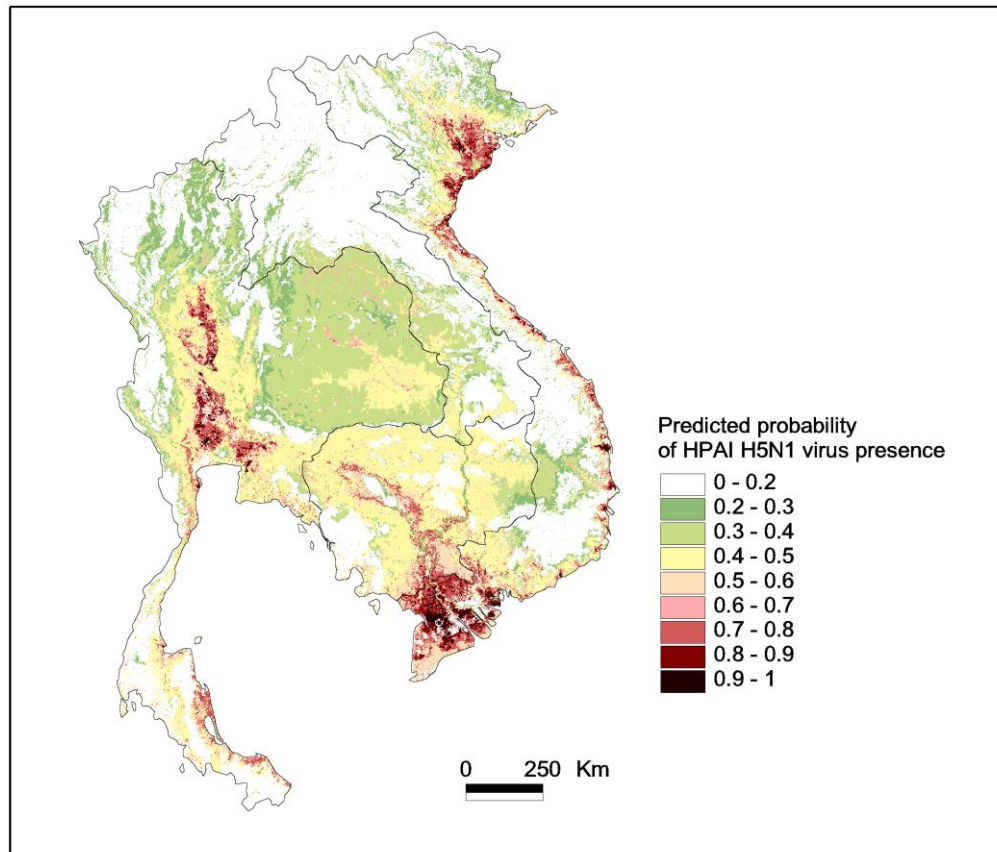 Predicted probability
of HPAI H5N1 virus presence
0 - 0.2
0.2 - 0.3
0.3 - 0.4
0.4 - 0.5
0.5 - 0.6
0.6 - 0.7
0.7 - 0.8
0.8 - 0.9
0.9 - 1
0 250 Km